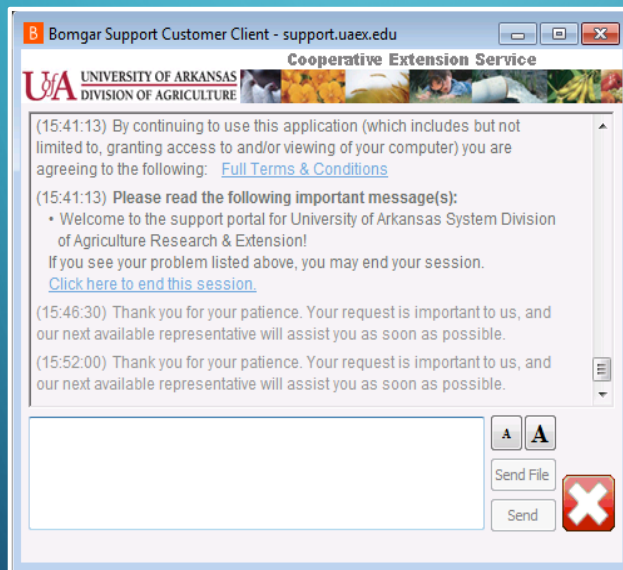 B Bomgar Support Customer Client - support.uaex.edu
Cooperative Extension Service
UofA UNIVERSITY OF ARKANSAS
DIVISION OF AGRICULTURE
(15:41:13) By continuing to use this application (which includes but not
limited to, granting access to and/or viewing of your computer) you are
agreeing to the following: Full Terms & Conditions
(15:41:13) Please read the following important message(s):
• Welcome to the support portal for University of Arkansas System Division
of Agriculture Research & Extension!
If you see your problem listed above, you may end your session.
Click here to end this session.
(15:46:30) Thank you for your patience. Your request is important to us, and
our next available representative will assist you as soon as possible.
(15:52:00) Thank you for your patience. Your request is important to us, and
our next available representative will assist you as soon as possible.
A A
Send File
Send